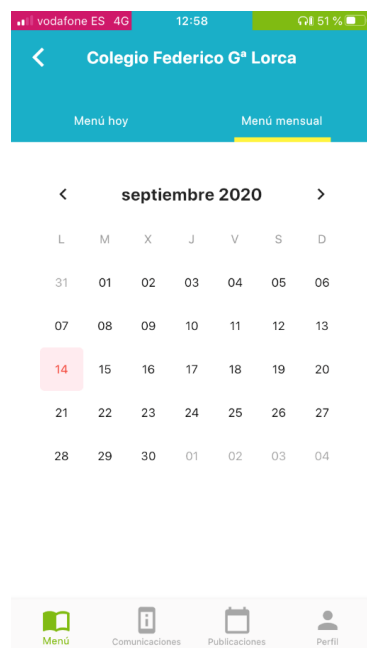 vodafone ES 4G 12:58 51 %
Colegio Federico Gª Lorca
Menú hoy Menú mensual
septiembre 2020
L M X J V S D
31 01 02 03 04 05 06
07 08 09 10 11 12 13
14 15 16 17 18 19 20
21 22 23 24 25 26 27
28 29 30 01 02 03 04
Menú Comunicaciones Publicaciones Perfil